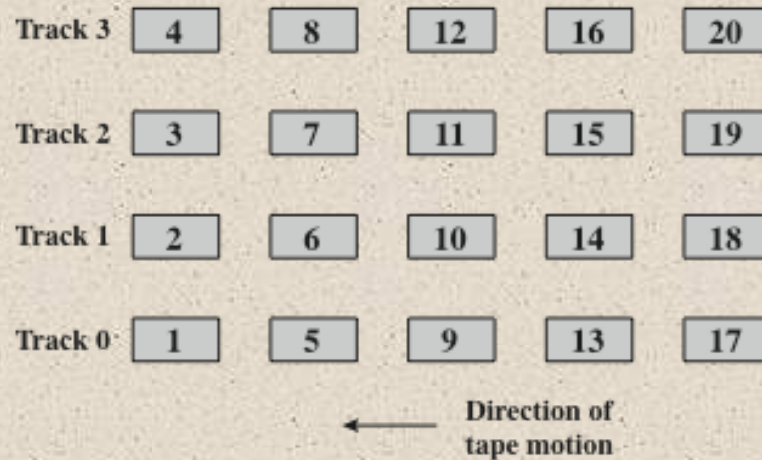 Track 3 4 8 12 16 20
Track 2 3 7 11 15 19
Track 1 2 6 10 14 18
Track 0 1 5 9 13 17
Direction of
tape motion